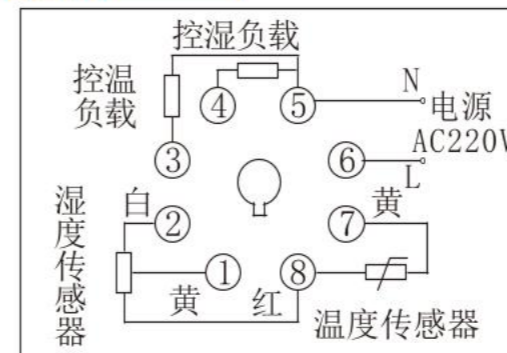 控湿负载
控温
负载
④
⑤
N
电源
AC220V
③
⑥
L
湿度传感器
白
②
⑦
黄
①
⑧
黄
红
温度传感器